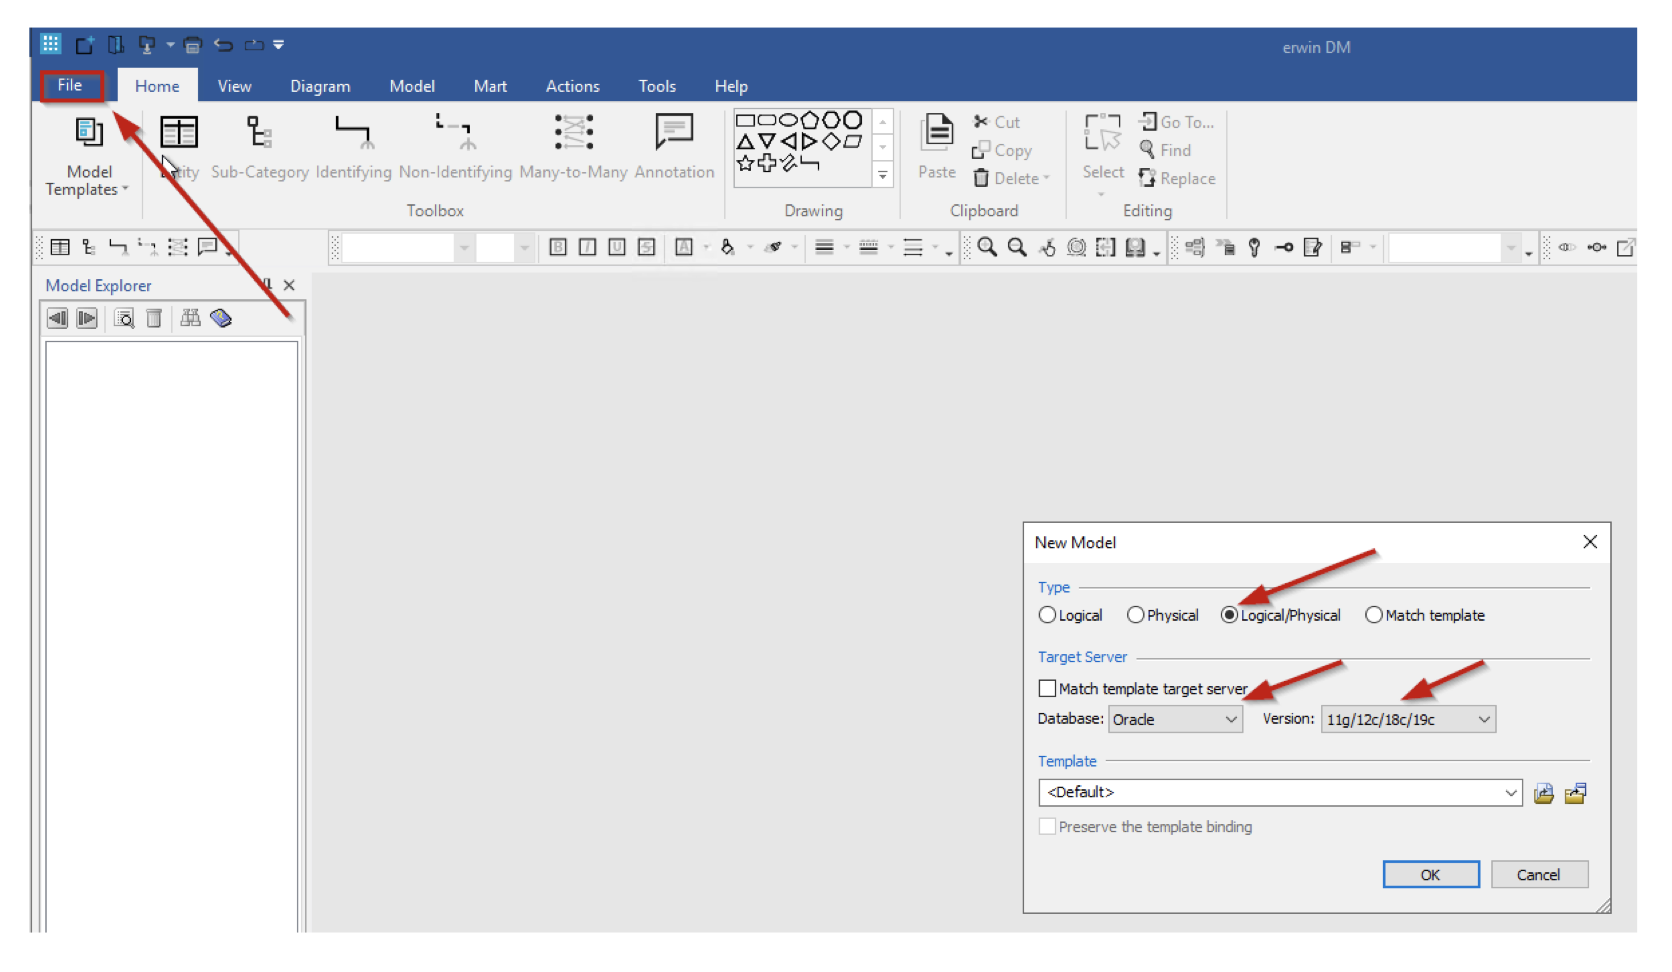 erwin DM
File Home View Diagram Model Mart Actions Tools Help
Cut Go To...
Copy Find
Model Templates Sub-Category Identifying Non-Identifying Many-to-Many Annotation Paste Delete Select Replace
Toolbox Drawing Clipboard Editing
B I U S A
Model Explorer
New Model
Type
Logical Physical Logical/Physical Match template
Target Server
Match template target server
Database: Oracle Version: 11g/12c/18c/19c
Template
<Default>
Preserve the template binding
OK Cancel